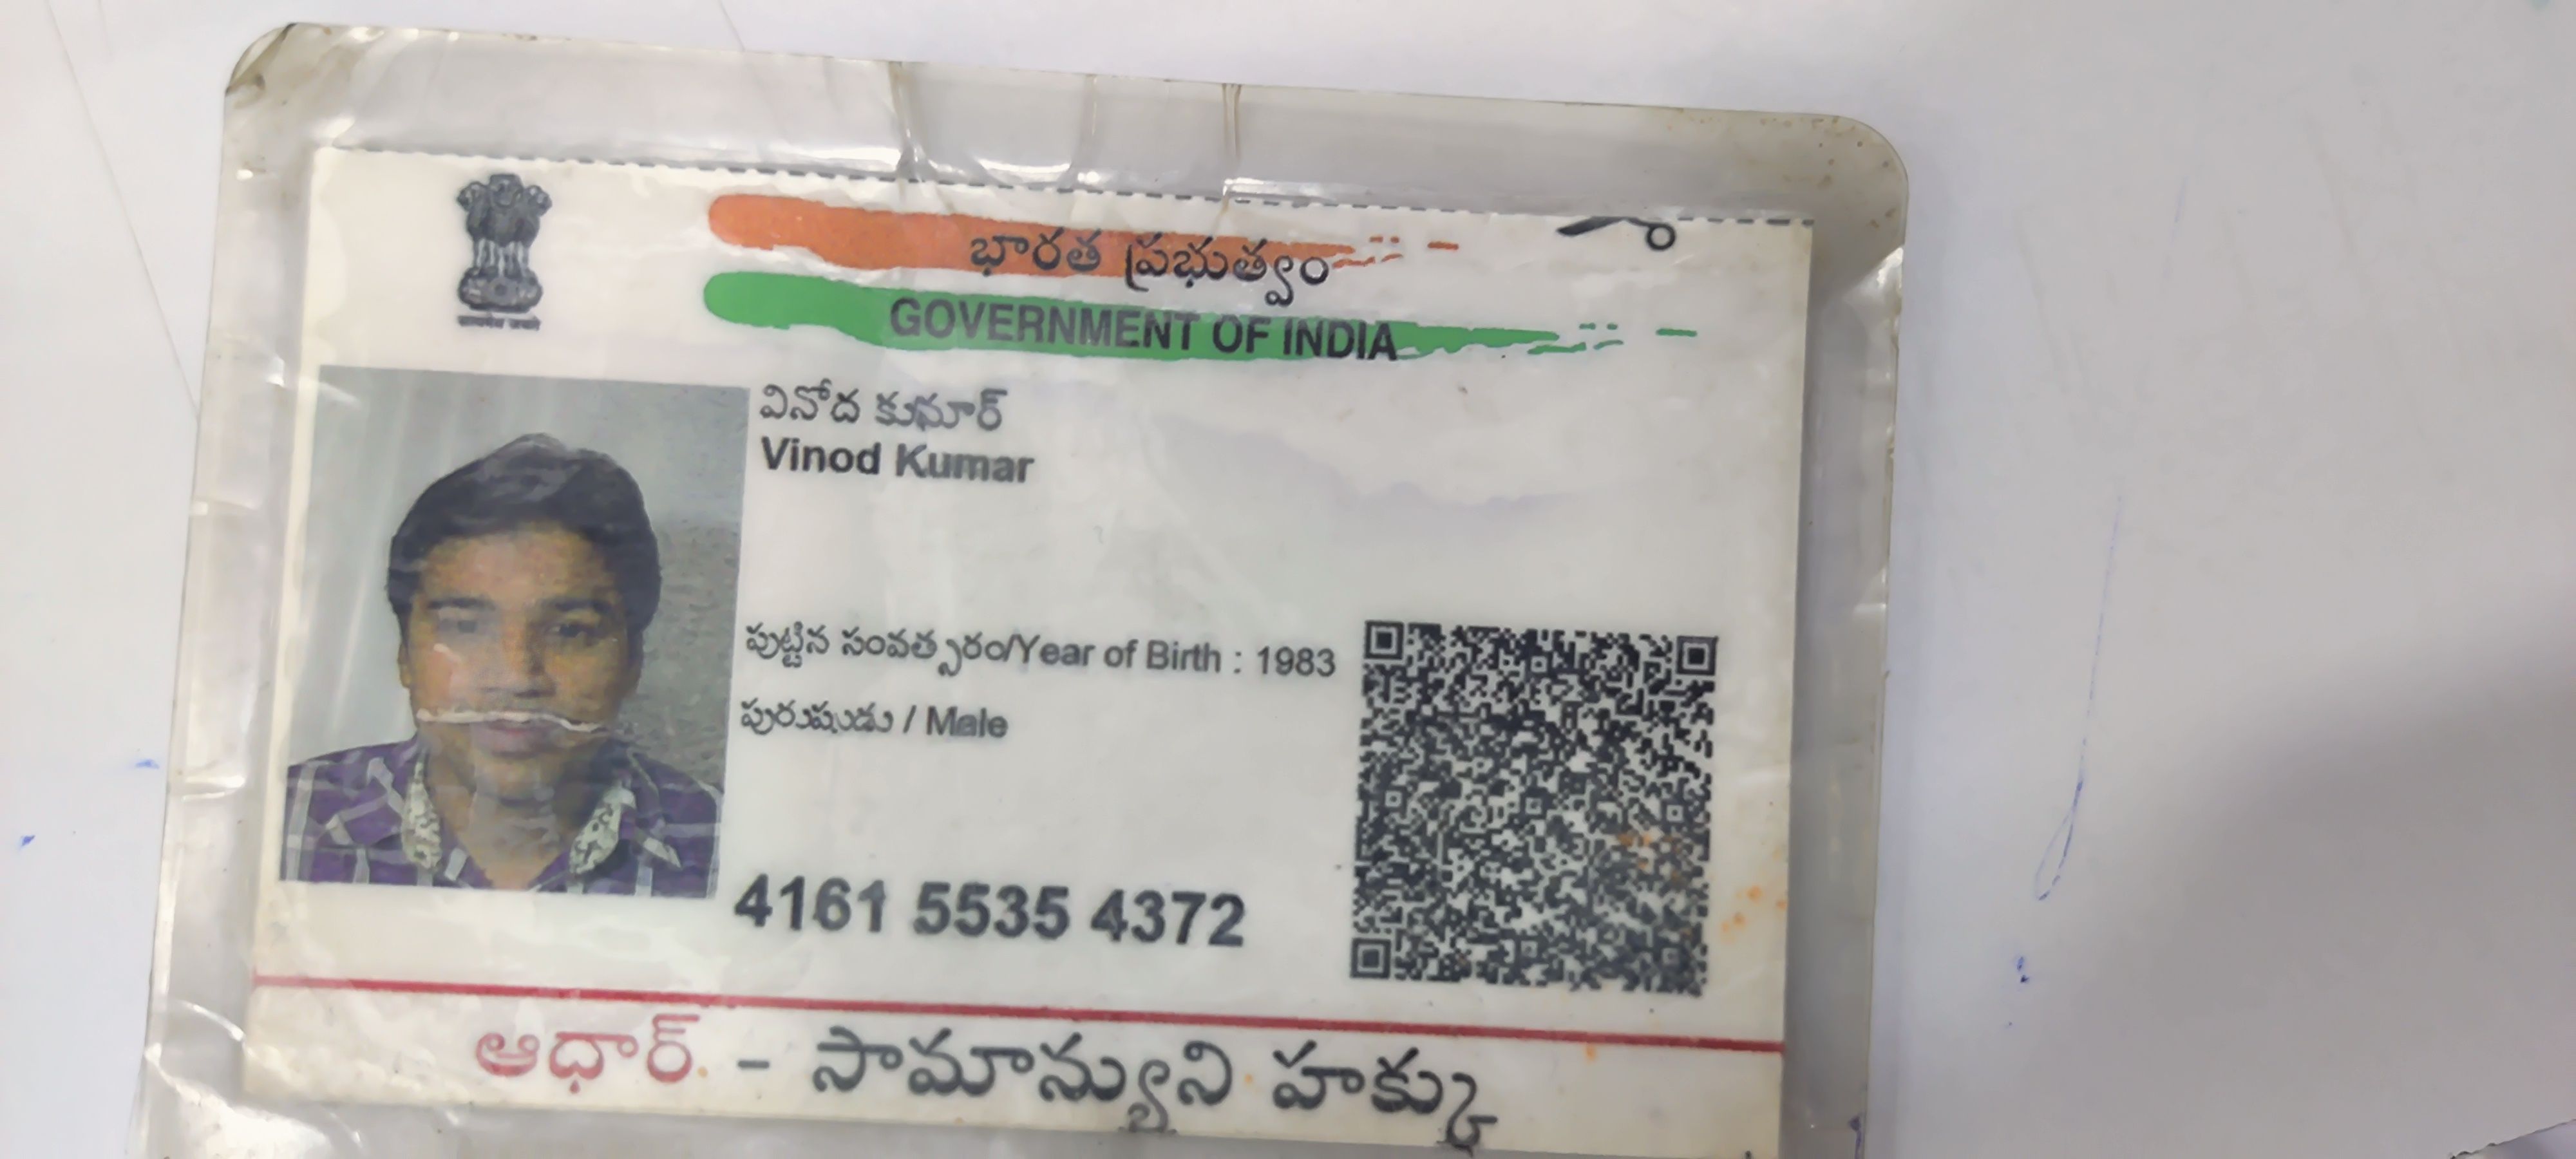 భారత ప్రభుత్వం
GOVERNMENT OF INDIA
వినోద కుమార్
Vinod Kumar
పుట్టిన సంవత్సరం/Year of Birth : 1983
పురుషుడు / Male
4161 5535 4372
ఆధార్ - సామాన్యుని హక్కు